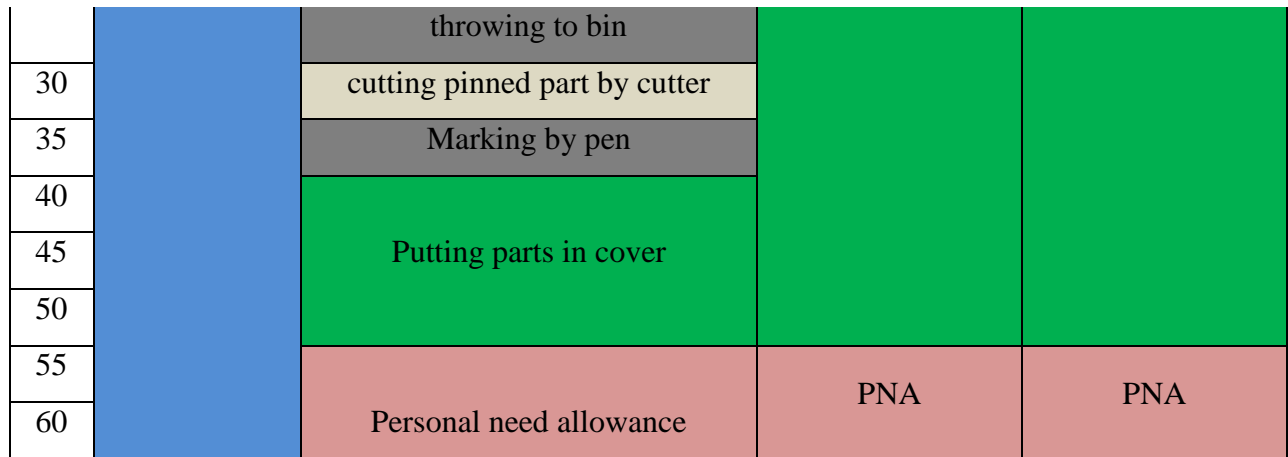 throwing to bin
30 cutting pinned part by cutter
35 Marking by pen
40
45 Putting parts in cover
50
55
PNA PNA
60 Personal need allowance